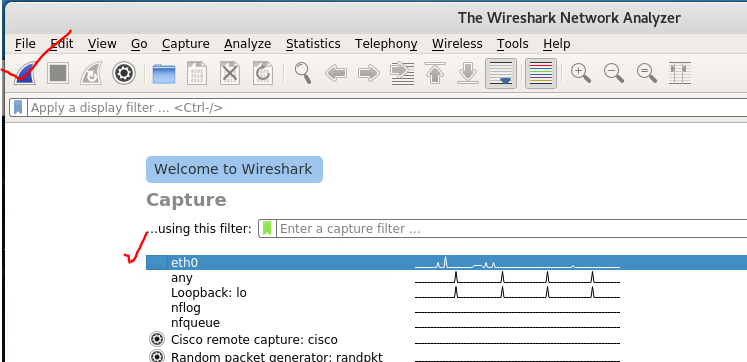 The Wireshark Network Analyzer
File Edit View Go Capture Analyze Statistics Telephony Wireless Tools Help
Apply a display filter ... <Ctrl-/>
Welcome to Wireshark
Capture
...using this filter: Enter a capture filter ...
eth0
any
Loopback: lo
nflog
nfqueue
Cisco remote capture: cisco
Random packet generator: randpkt